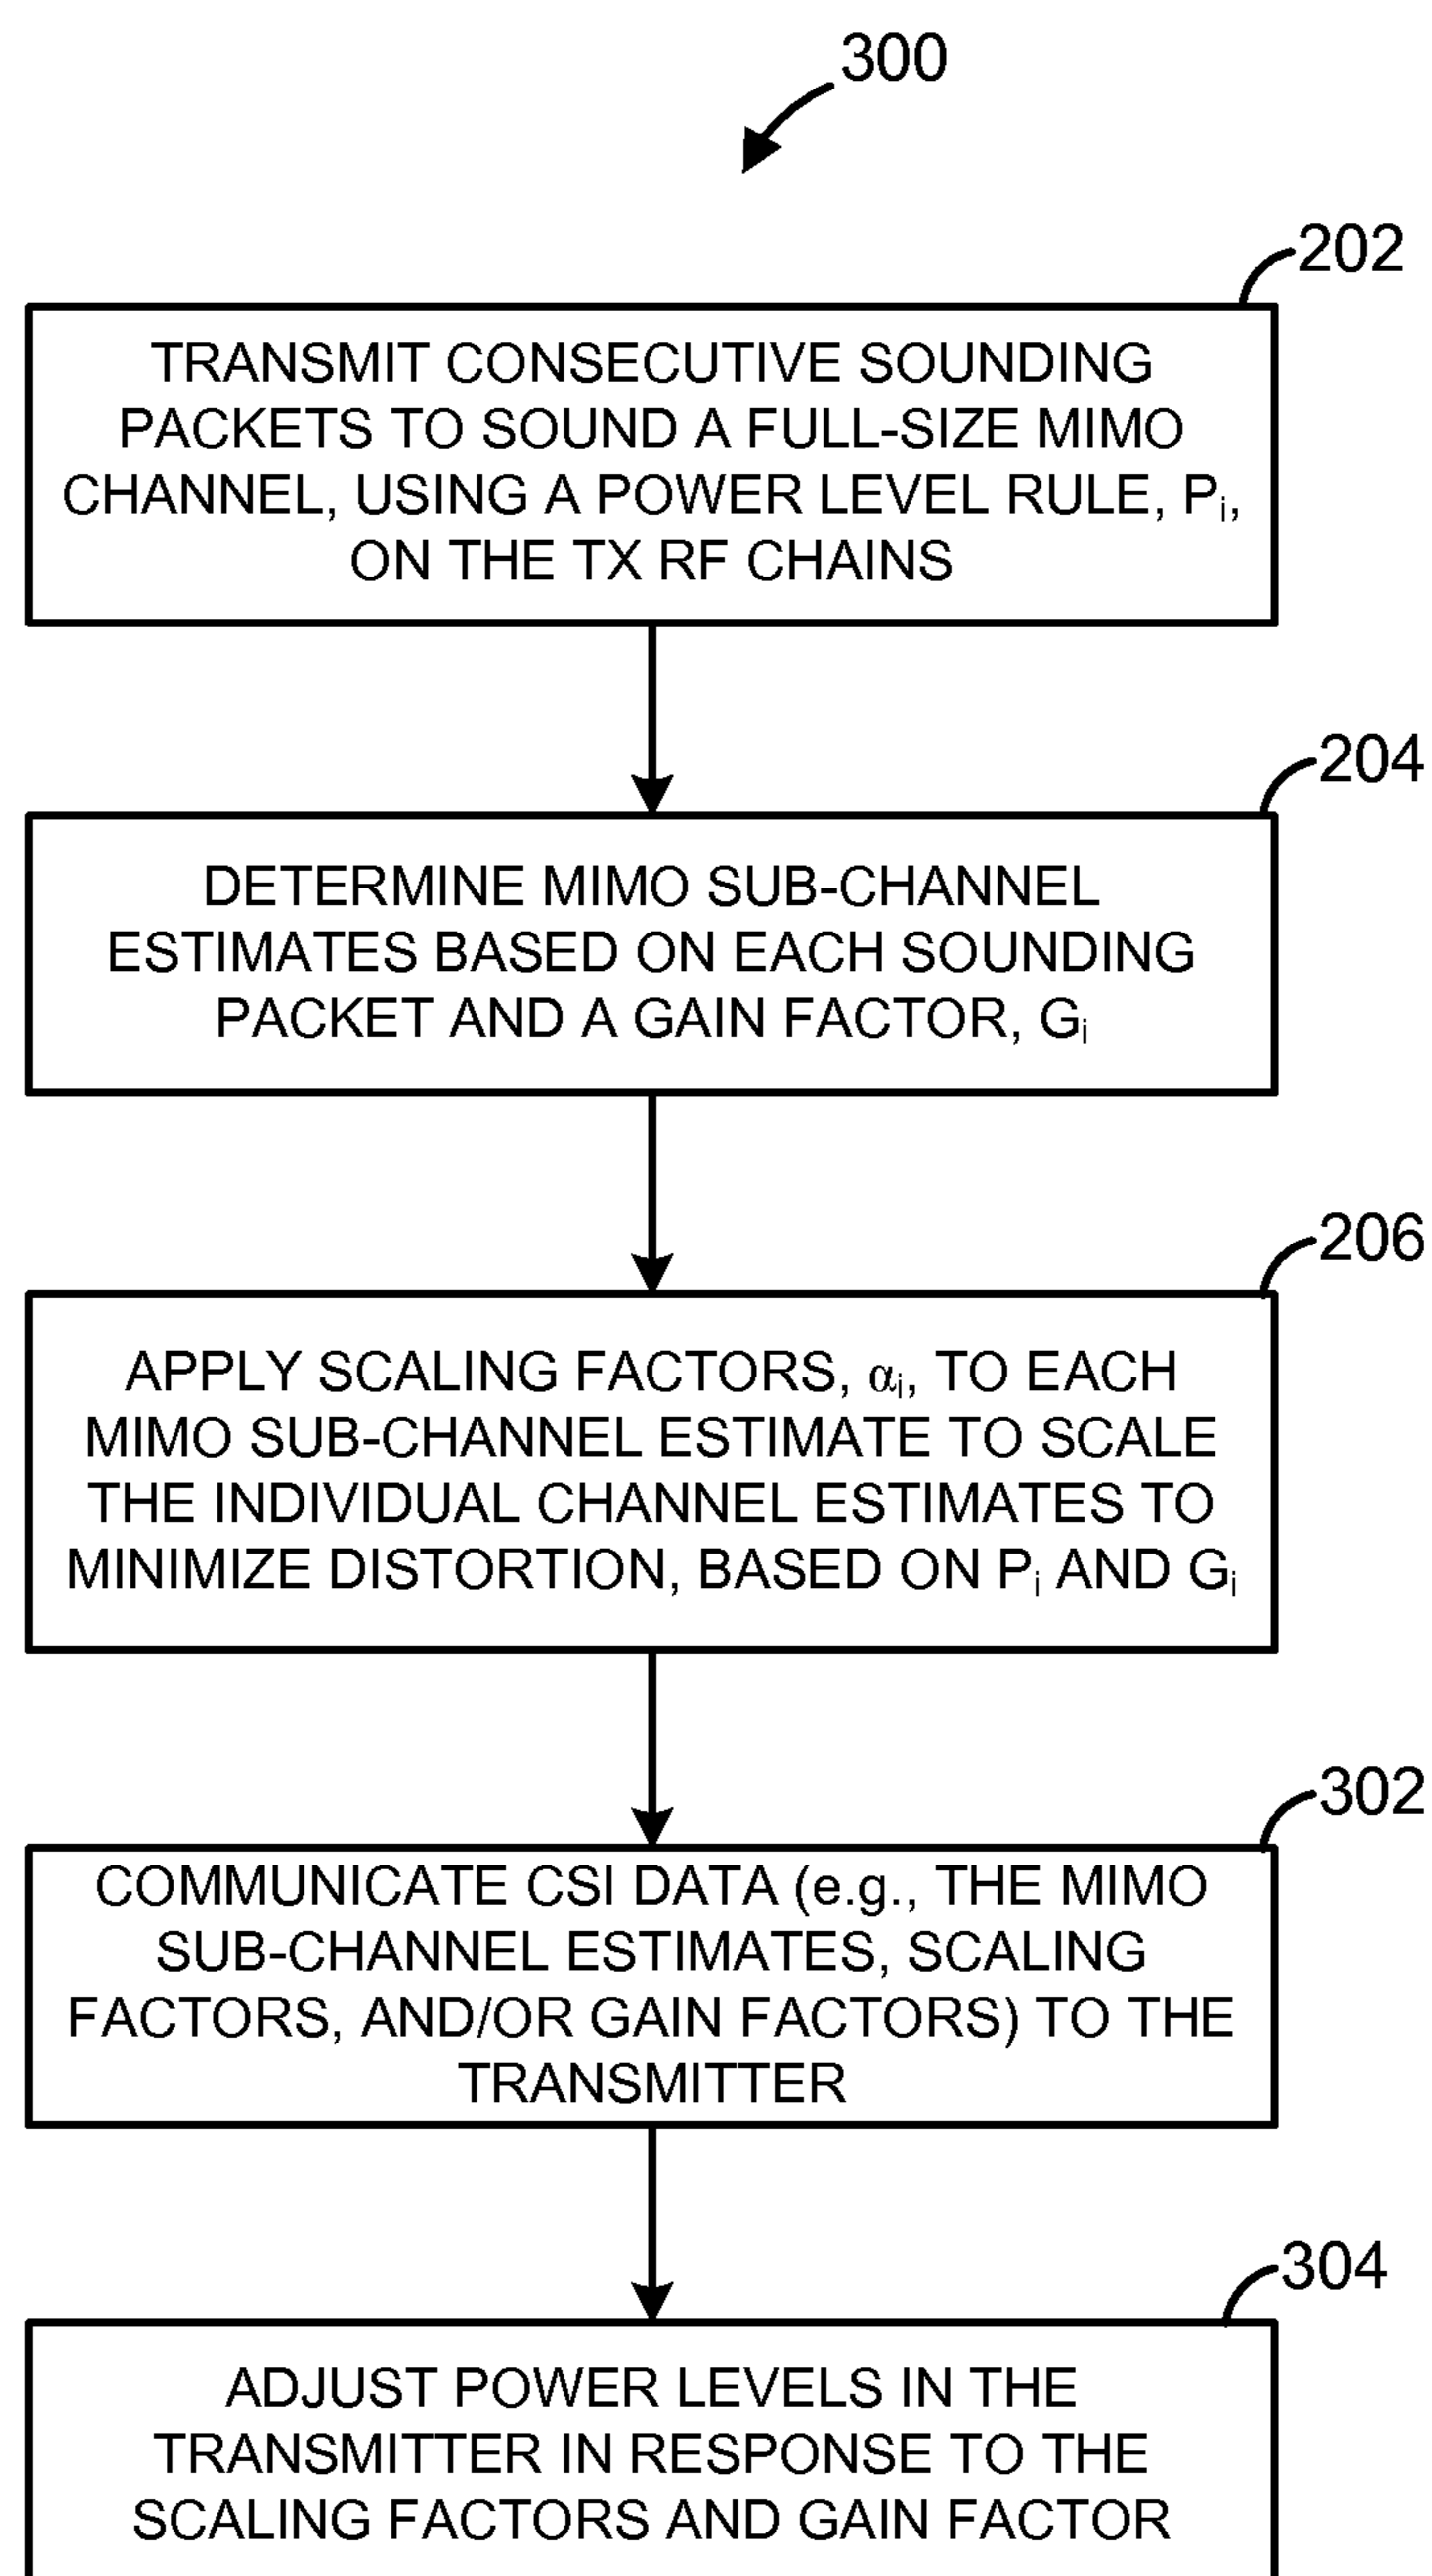 300
202
TRANSMIT CONSECUTIVE SOUNDING
PACKETS TO SOUND A FULL-SIZE MIMO
CHANNEL, USING A POWER LEVEL RULE, Pi,
ON THE TX RF CHAINS
204
DETERMINE MIMO SUB-CHANNEL
ESTIMATES BASED ON EACH SOUNDING
PACKET AND A GAIN FACTOR, Gi
206
APPLY SCALING FACTORS, αi, TO EACH
MIMO SUB-CHANNEL ESTIMATE TO SCALE
THE INDIVIDUAL CHANNEL ESTIMATES TO
MINIMIZE DISTORTION, BASED ON Pi AND Gi
302
COMMUNICATE CSI DATA (e.g., THE MIMO
SUB-CHANNEL ESTIMATES, SCALING
FACTORS, AND/OR GAIN FACTORS) TO THE
TRANSMITTER
304
ADJUST POWER LEVELS IN THE
TRANSMITTER IN RESPONSE TO THE
SCALING FACTORS AND GAIN FACTOR